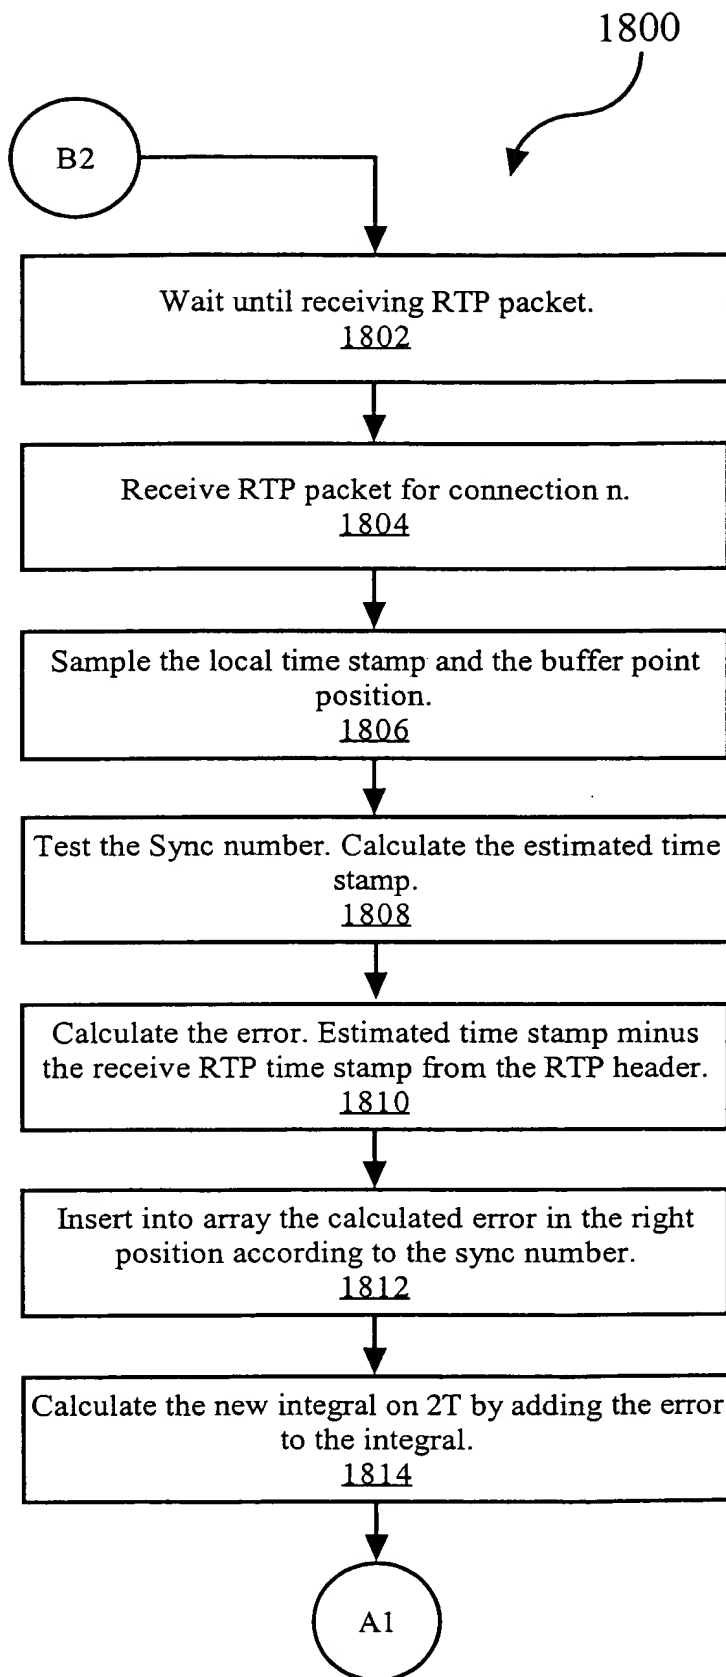 1800
B2
Wait until receiving RTP packet.
1802
Receive RTP packet for connection n.
1804
Sample the local time stamp and the buffer point
position.
1806
Test the Sync number. Calculate the estimated time
stamp.
1808
Calculate the error. Estimated time stamp minus
the receive RTP time stamp from the RTP header.
1810
Insert into array the calculated error in the right
position according to the sync number.
1812
Calculate the new integral on 2T by adding the error
to the integral.
1814
A1